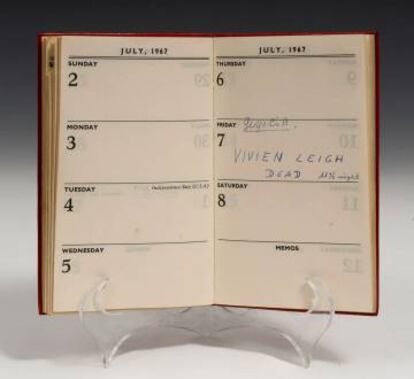 JULY, 1967
SUNDAY
2
MONDAY
3
TUESDAY
4
WEDNESDAY
5
JULY, 1967
THURSDAY
6
FRIDAY
7
VIVIEN LEIGH
DEAD night
SATURDAY
8
MEMOS